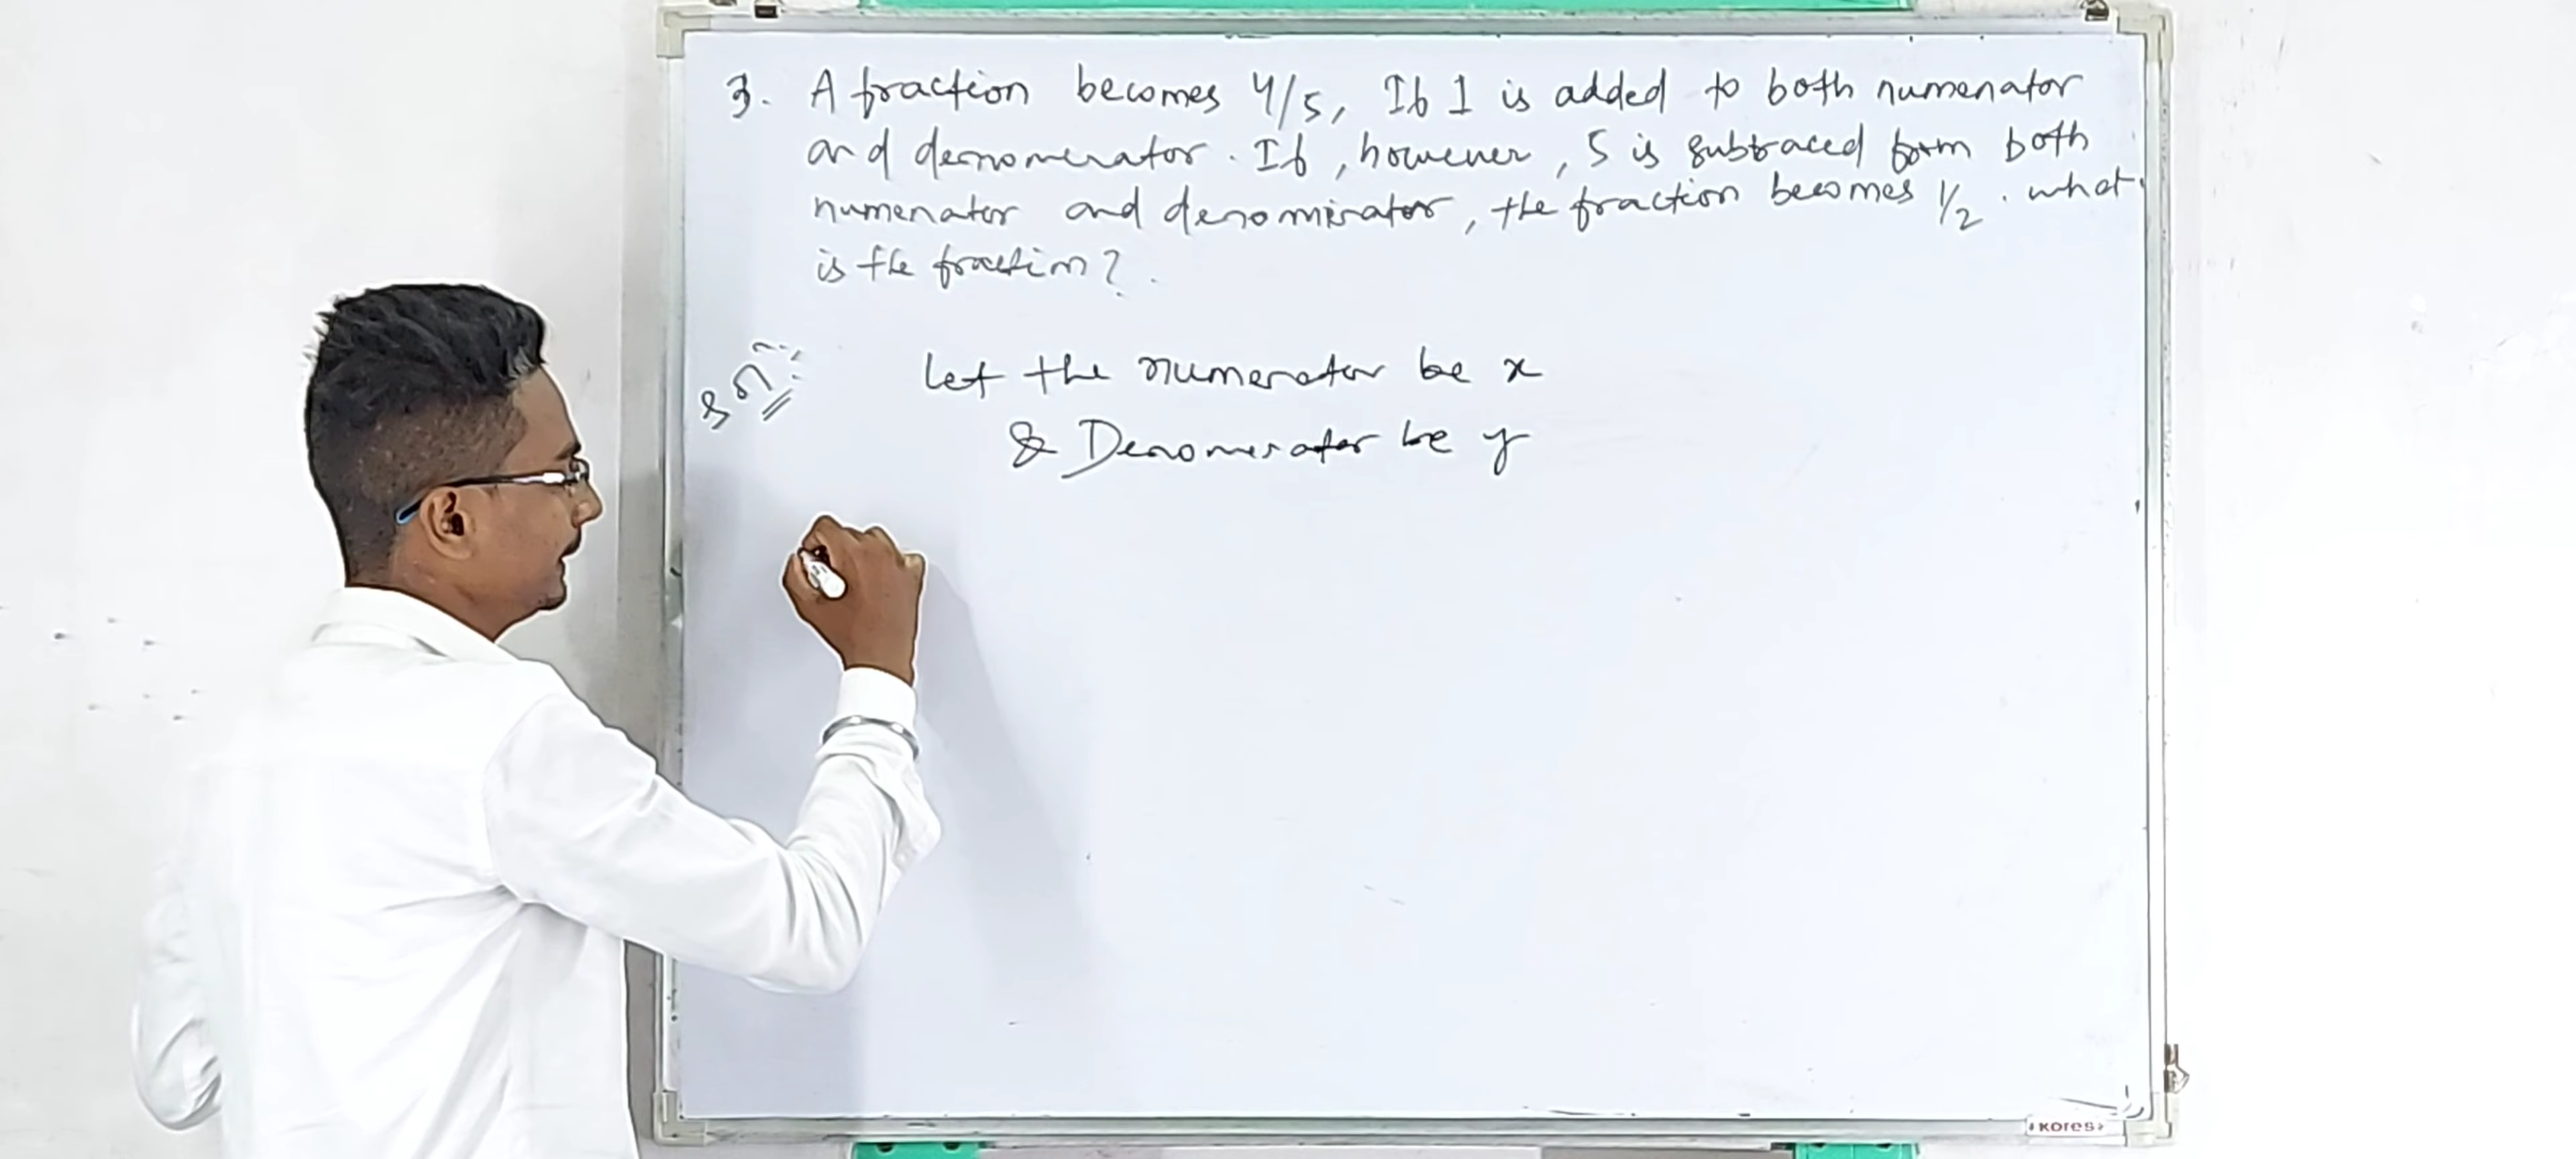 3. A fraction becomes 4/5, If 1 is added to both numenator
and denomenator. If, however, 5 is subtraced form both
numenator and denominator, the fraction becomes 1/2. what
is the fraction?
Let the numerator be x
& Denomerator be y
Kores